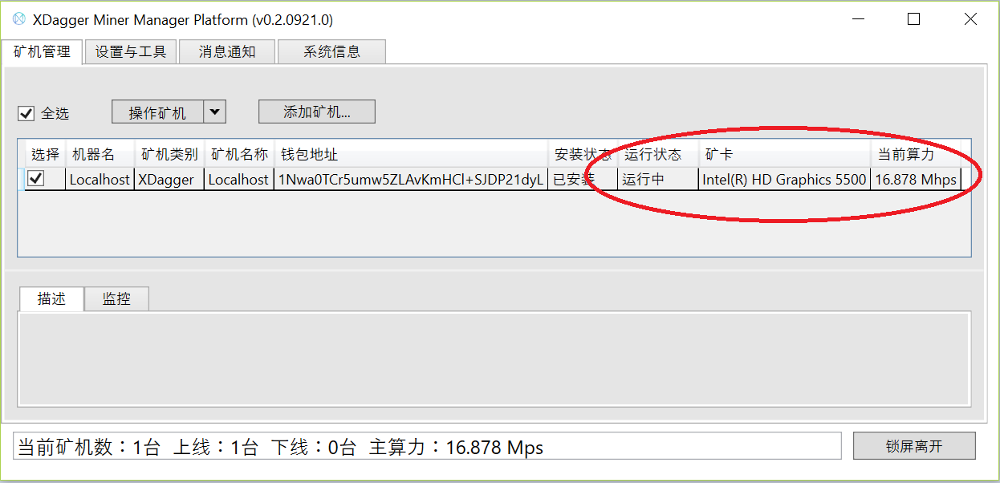 XDagger Miner Manager Platform (v0.2.0921.0)
矿机管理 设置与工具 消息通知 系统信息
全选 操作矿机 添加矿机...
选择 机器名 矿机类别 矿机名称 钱包地址 安装状态 运行状态 矿卡 当前算力
Localhost XDagger Localhost 1Nwa0TCr5umw5ZLAvKmHCl+SJDP21dyL 已安装 运行中 Intel(R) HD Graphics 5500 16.878 Mhps
描述 监控
当前矿机数：1台 上线：1台 下线：0台 主算力：16.878 Mps 锁屏离开